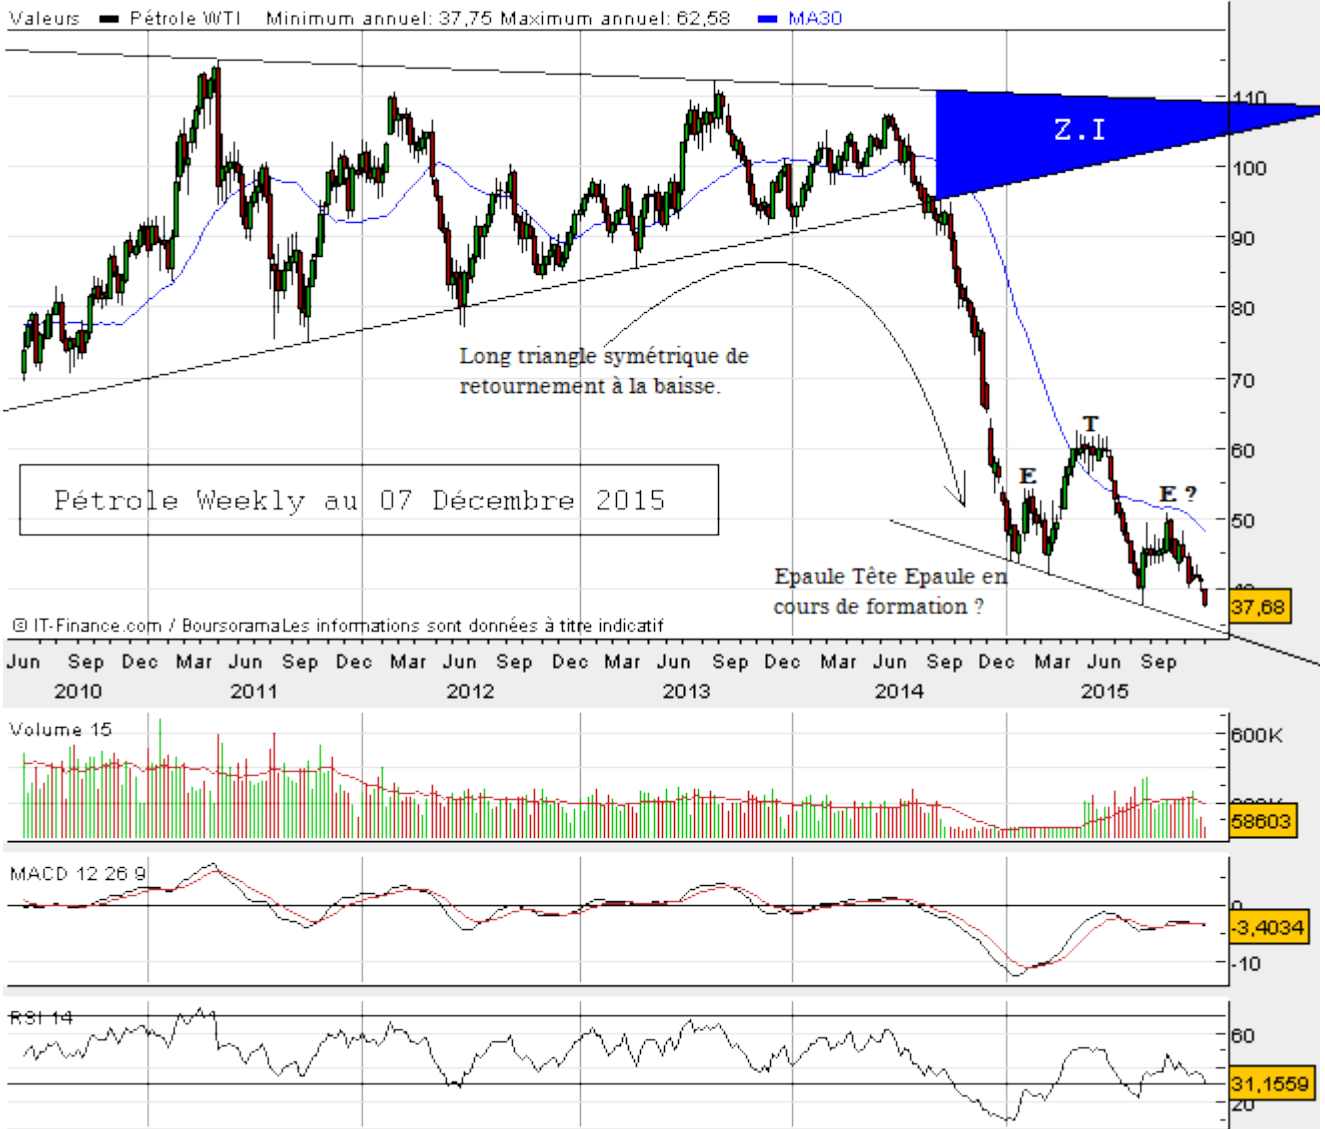 Valeurs Pétrole WTI Minimum annuel: 37,75 Maximum annuel: 62,58 MA30
110
Z.I
100
90
80
Long triangle symétrique de
retournement à la baisse.
70
T
60
E
E ?
Pétrole Weekly au 07 Décembre 2015
50
Epaule Tête Epaule en
cours de formation ?
40
37,68
© IT-Finance.com / BoursoramaLes informations sont données à titre indicatif
Jun Sep Dec Mar Jun Sep Dec Mar Jun Sep Dec Mar Jun Sep Dec Mar Jun Sep Dec Mar Jun Sep
2010 2011 2012 2013 2014 2015
Volume 15
600K
58603
MACD 12 26 9
0
-3,4034
-10
RSI 14
60
31,1559
20